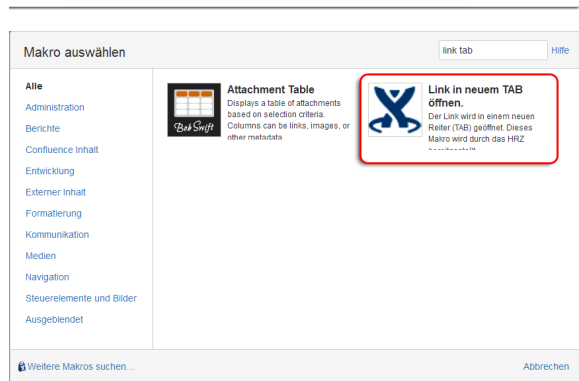 Makro auswählen
link tab
Hilfe
Alle
Administration
Berichte
Confluence Inhalt
Entwicklung
Externer Inhalt
Formatierung
Kommunikation
Medien
Navigation
Steuerelemente und Bilder
Ausgeblendet
Bob Swift
Attachment Table
Displays a table of attachments
based on selection criteria.
Columns can be links, images, or
other metadata
Link in neuem TAB
öffnen.
Der Link wird in einem neuen
Reiter (TAB) geöffnet. Dieses
Makro wird durch das HRZ
bereitgestellt
Weitere Makros suchen...
Abbrechen